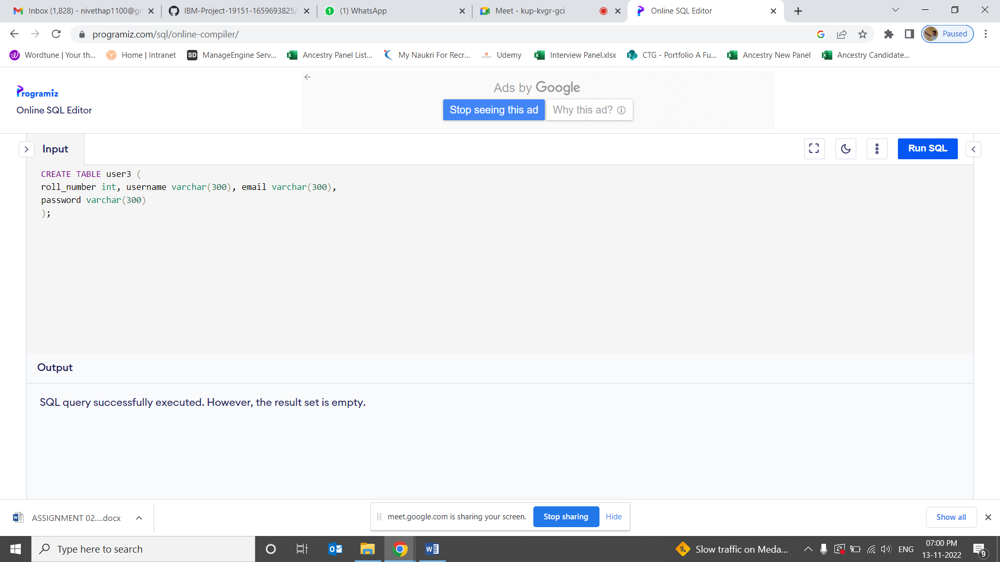 Inbox (1,828) - nivethap1100@gm
IBM-Project-19151-1659693825/
(1) WhatsApp
Meet - kup-kvgr-gci
Online SQL Editor
programiz.com/sql/online-compiler/
Paused
Wordtune | Your th...
Home | Intranet
SD ManageEngine Serv...
Ancestry Panel List...
My Naukri For Recr...
Udemy
Interview Panel.xlsx
CTG - Portfolio A Fu...
Ancestry New Panel
Ancestry Candidate...
Programiz
Online SQL Editor
Ads by Google
Stop seeing this ad
Why this ad?
Input
Run SQL
CREATE TABLE user3 (
roll_number int, username varchar(300), email varchar(300),
password varchar(300)
);
Output
SQL query successfully executed. However, the result set is empty.
ASSIGNMENT 02....docx
meet.google.com is sharing your screen.
Stop sharing
Hide
Show all
Type here to search
Slow traffic on Meda...
ENG
07:00 PM
13-11-2022
9